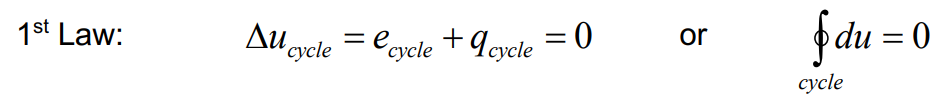 1st Law: Δu_cycle = e_cycle + q_cycle = 0 or ∮_cycle du = 0